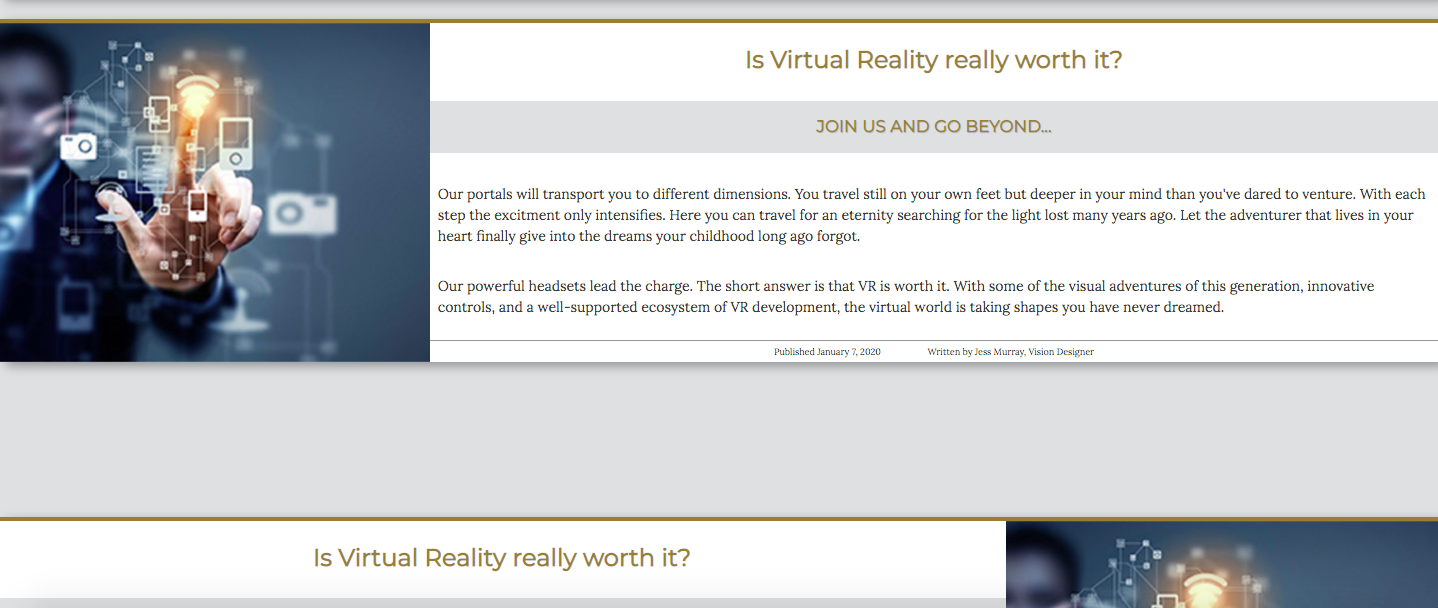 Is Virtual Reality really worth it?
JOIN US AND GO BEYOND...
Our portals will transport you to different dimensions. You travel still on your own feet but deeper in your mind than you've dared to venture. With each
step the excitment only intensifies. Here you can travel for an eternity searching for the light lost many years ago. Let the adventurer that lives in your
heart finally give into the dreams your childhood long ago forgot.
Our powerful headsets lead the charge. The short answer is that VR is worth it. With some of the visual adventures of this generation, innovative
controls, and a well-supported ecosystem of VR development, the virtual world is taking shapes you have never dreamed.
Published January 7, 2020 Written by Jess Murray, Vision Designer
Is Virtual Reality really worth it?